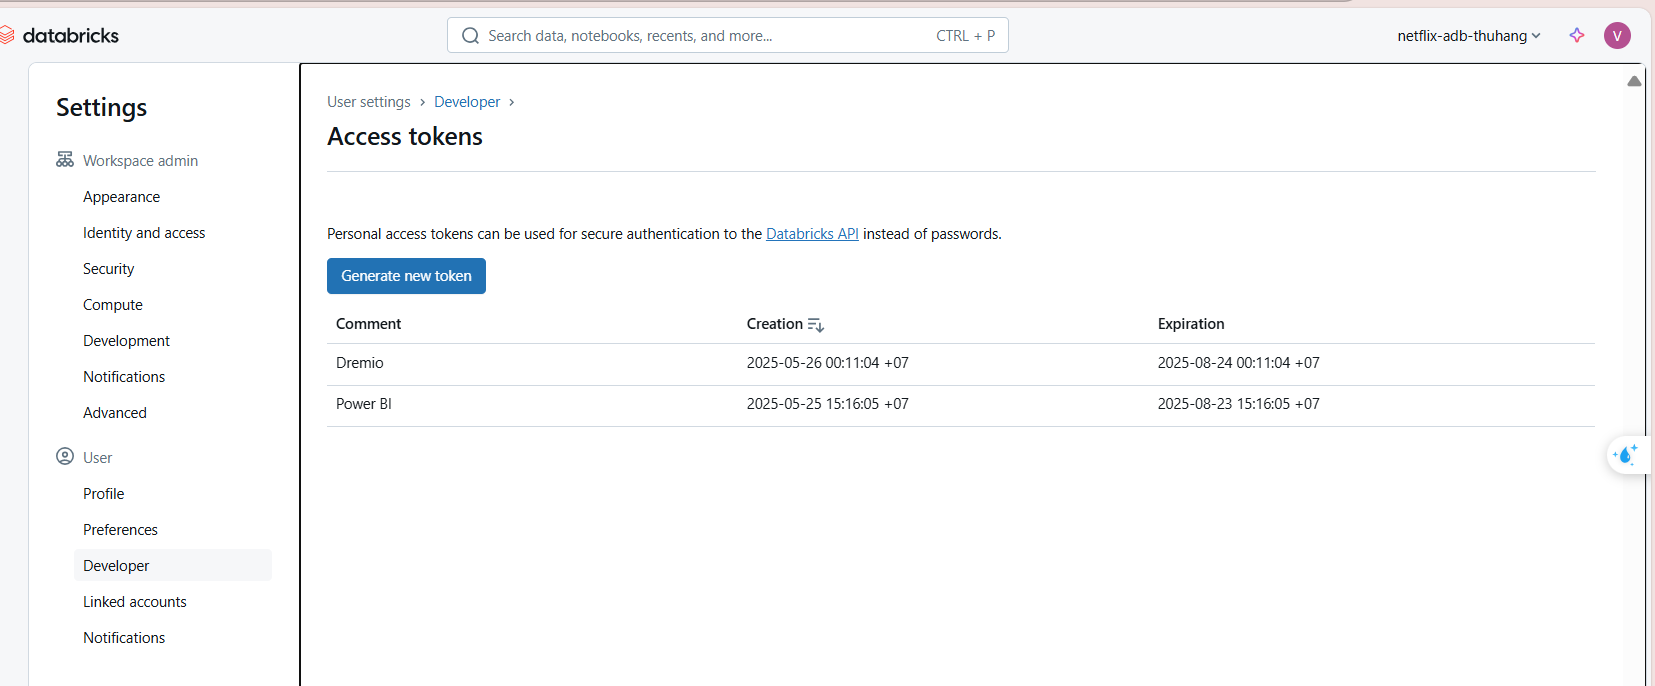 databricks
Search data, notebooks, recents, and more... CTRL + P
netflix-adb-thuhang
V
Settings
Workspace admin
Appearance
Identity and access
Security
Compute
Development
Notifications
Advanced
User
Profile
Preferences
Developer
Linked accounts
Notifications
User settings › Developer ›
Access tokens
Personal access tokens can be used for secure authentication to the Databricks API instead of passwords.
Generate new token
Comment Creation Expiration
Dremio 2025-05-26 00:11:04 +07 2025-08-24 00:11:04 +07
Power BI 2025-05-25 15:16:05 +07 2025-08-23 15:16:05 +07